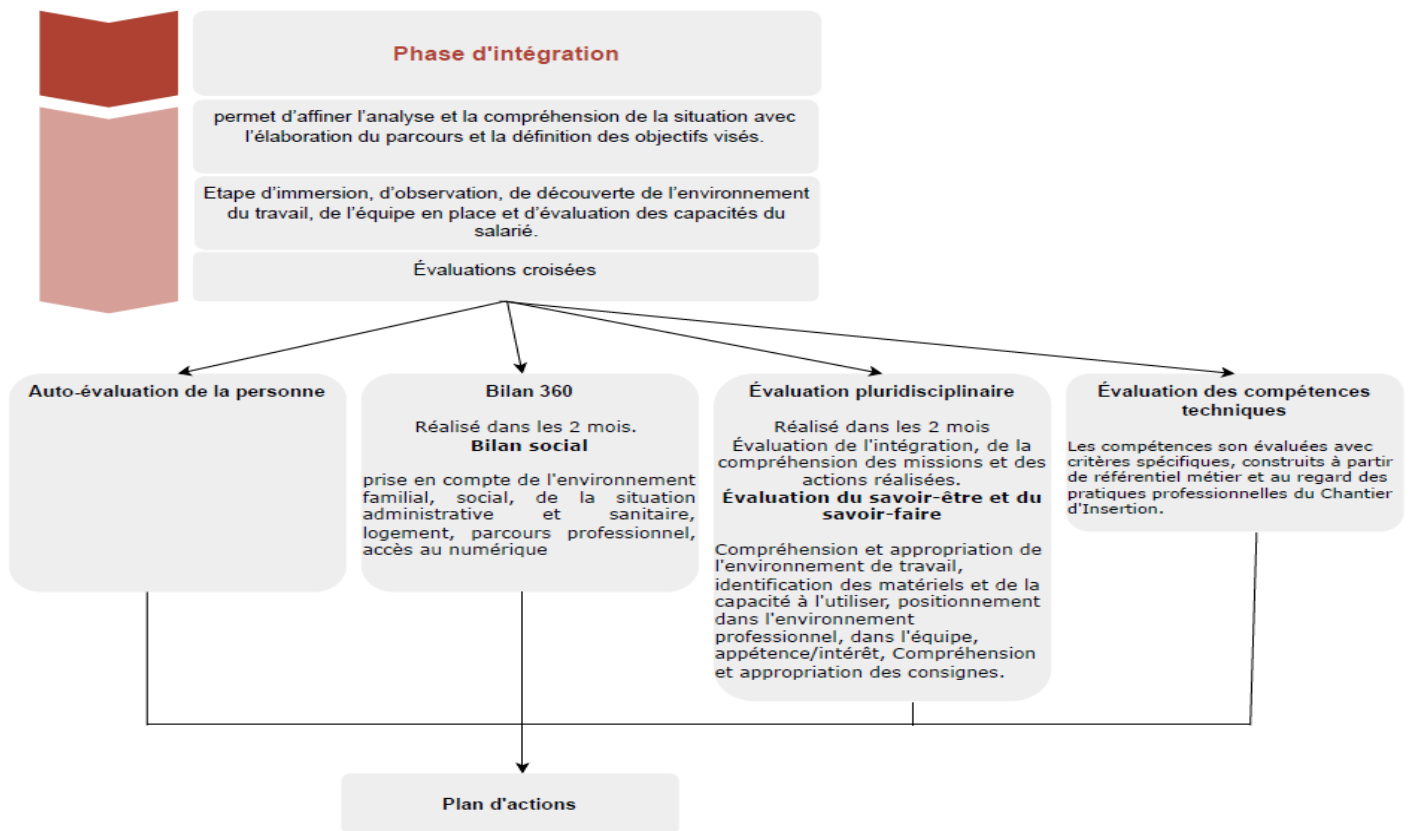 Phase d'intégration
permet d'affiner l'analyse et la compréhension de la situation avec
l'élaboration du parcours et la définition des objectifs visés.
Etape d'immersion, d'observation, de découverte de l'environnement
du travail, de l'équipe en place et d'évaluation des capacités du
salarié.
Évaluations croisées
Auto-évaluation de la personne
Bilan 360
Réalisé dans les 2 mois.
Bilan social
prise en compte de l'environnement
familial, social, de la situation
administrative et sanitaire,
logement, parcours professionnel,
accès au numérique
Évaluation pluridisciplinaire
Réalisé dans les 2 mois
Évaluation de l'intégration, de la
compréhension des missions et des
actions réalisées.
Évaluation du savoir-être et du
savoir-faire
Compréhension et appropriation de
l'environnement de travail,
identification des matériels et de la
capacité à l'utiliser, positionnement
dans l'environnement
professionnel, dans l'équipe,
appétence/intérêt, Compréhension
et appropriation des consignes.
Évaluation des compétences
techniques
Les compétences son évaluées avec
critères spécifiques, construits à partir
de référentiel métier et au regard des
pratiques professionnelles du Chantier
d'Insertion.
Plan d'actions